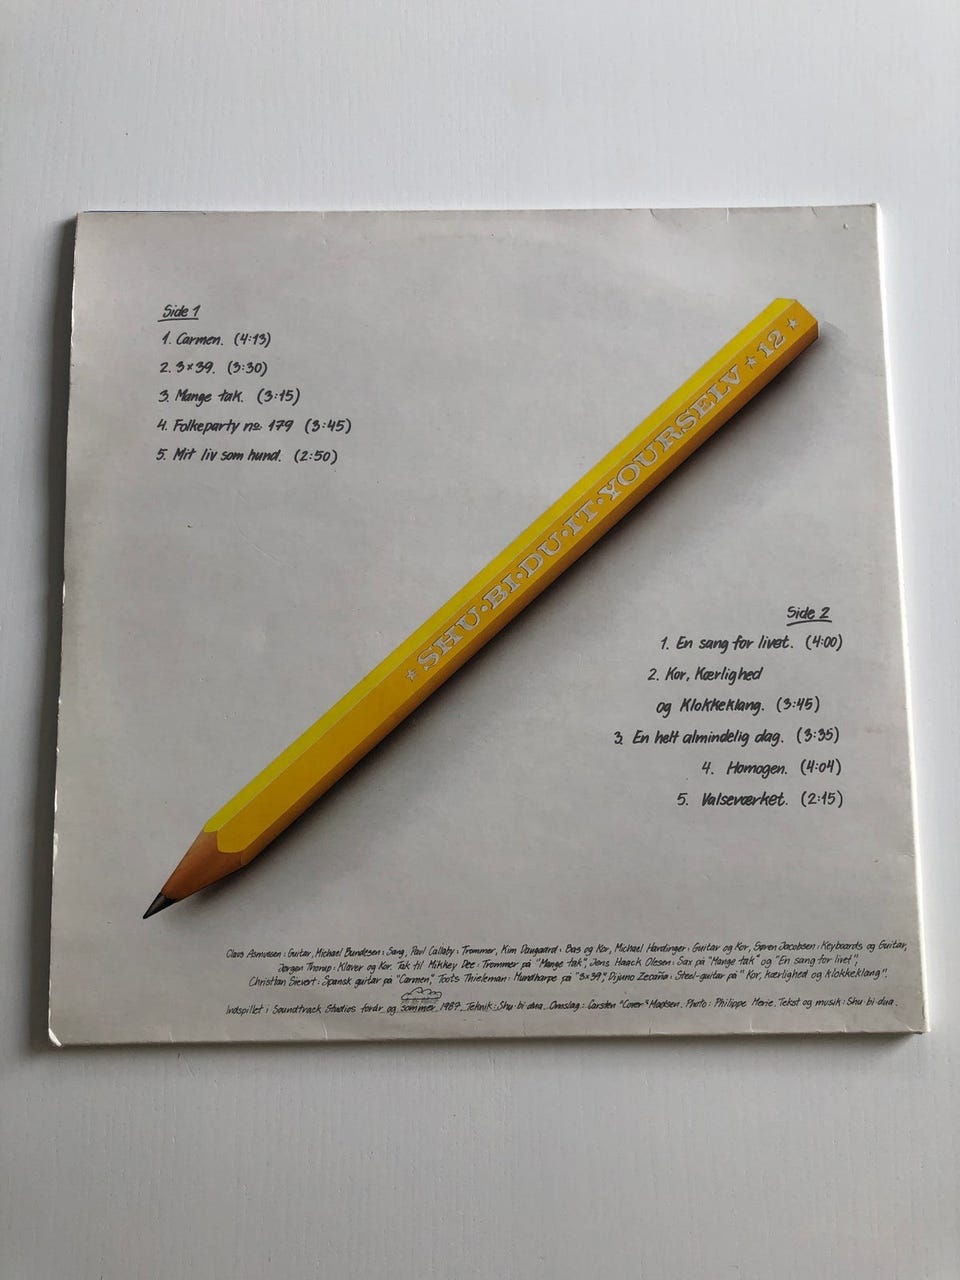 Side 1
1. Carmen. (4:13)
2. 3×39. (3:30)
3. Mange tak. (3:15)
4. Folkeparty no. 179 (3:45)
5. Mit liv som hund. (2:50)
★ SHU·BI·DU·IT·YOURSELV ★ 12 ★
Side 2
1. En sang for livet. (4:00)
2. Kor, Kærlighed
og Klokkeklang. (3:45)
3. En helt almindelig dag. (3:35)
4. Homogen. (4:04)
5. Valseværket. (2:15)
Claus Asmussen: Guitar, Michael Bundesen: Sang, Paul Callaby: Trommer, Kim Daugaard: Bas og Kor, Michael Hardinger: Guitar og Kor, Søren Jacobsen: Keyboards og Guitar,
Jørgen Thorup: Klaver og Kor. Tak til Mikkey Dee: Trommer på "Mange tak", Jens Haack Olesen: Sax på "Mange tak" og "En sang for livet",
Christian Sievert: Spansk guitar på "Carmen", Toots Thieleman: Mundharpe på "3×39", Dijuno: Steel-guitar på "Kor, kærlighed og klokkeklang".
Indspillet i Soundtrack Studios forår og sommer 1987. Teknik: Shu·bi·dua. Omslag: Carsten "Cover" Madsen. Photo: Philippe. Tekst og musik: Shu·bi·dua.